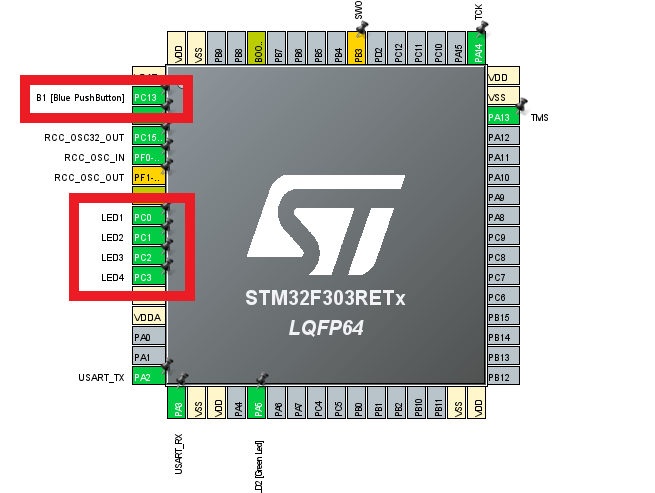 SWO
TCK
VDD
VSS
PB9
PB8
BOO..
PB7
PB6
PB5
PB4
PB3
PD2
PC12
PC11
PC10
PA15
PA14
B1 [Blue PushButton]
PC13
RCC_OSC32_OUT
PC15..
RCC_OSC_IN
PF0-..
RCC_OSC_OUT
PF1-..
LED1
PC0
LED2
PC1
LED3
PC2
LED4
PC3
VDDA
PA0
PA1
USART_TX
PA2
STM32F303RETx
LQFP64
VDD
VSS
PA13
TMS
PA12
PA11
PA10
PA9
PA8
PC9
PC8
PC7
PC6
PB15
PB14
PB13
PB12
PA3
VSS
VDD
PA4
PA5
PA6
PA7
PC4
PC5
PB0
PB1
PB2
PB10
PB11
VSS
VDD
USART_RX
LD2 [Green Led]